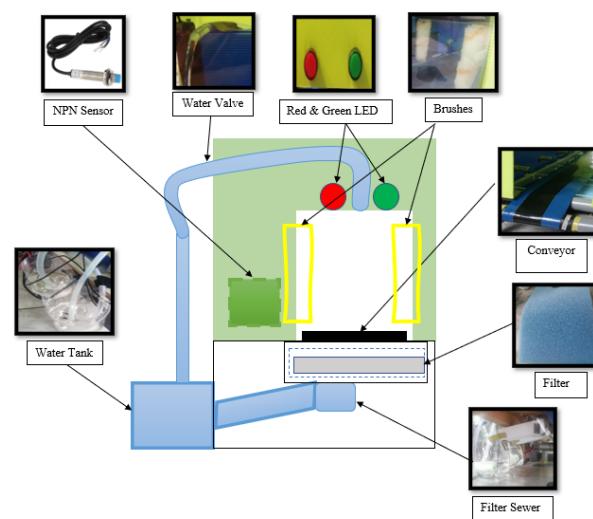 NPN Sensor
Water Valve
Red & Green LED
Brushes
Conveyor
Water Tank
Filter
Filter Sewer